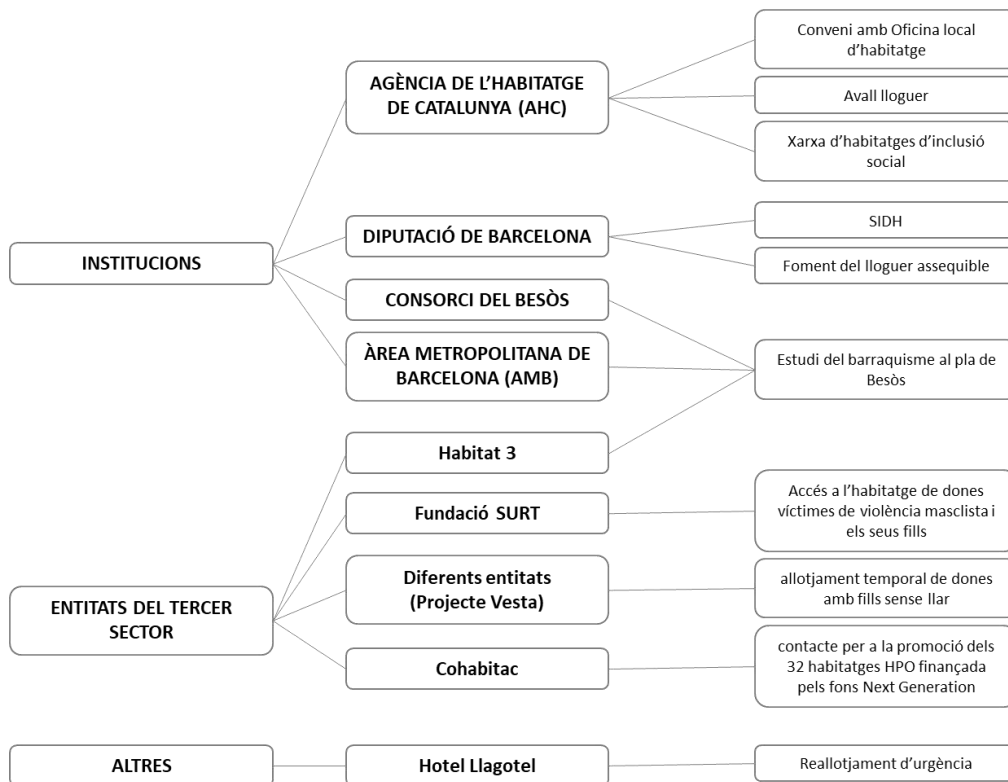 Conveni amb Oficina local
d’habitatge
AGÈNCIA DE L’HABITATGE
DE CATALUNYA (AHC)
Avall lloguer
Xarxa d’habitatges d’inclusió
social
INSTITUCIONS
DIPUTACIÓ DE BARCELONA
SIDH
Foment del lloguer assequible
CONSORCI DEL BESÒS
ÀREA METROPOLITANA DE
BARCELONA (AMB)
Estudi del barraquisme al pla de
Besòs
ENTITATS DEL TERCER
SECTOR
Habitat 3
Fundació SURT
Accés a l’habitatge de dones
víctimes de violència masclista i
els seus fills
Diferents entitats
(Projecte Vesta)
allotjament temporal de dones
amb fills sense llar
Cohabitac
contacte per a la promoció dels
32 habitatges HPO finançada
pels fons Next Generation
ALTRES
Hotel Llagotel
Reallotjament d’urgència